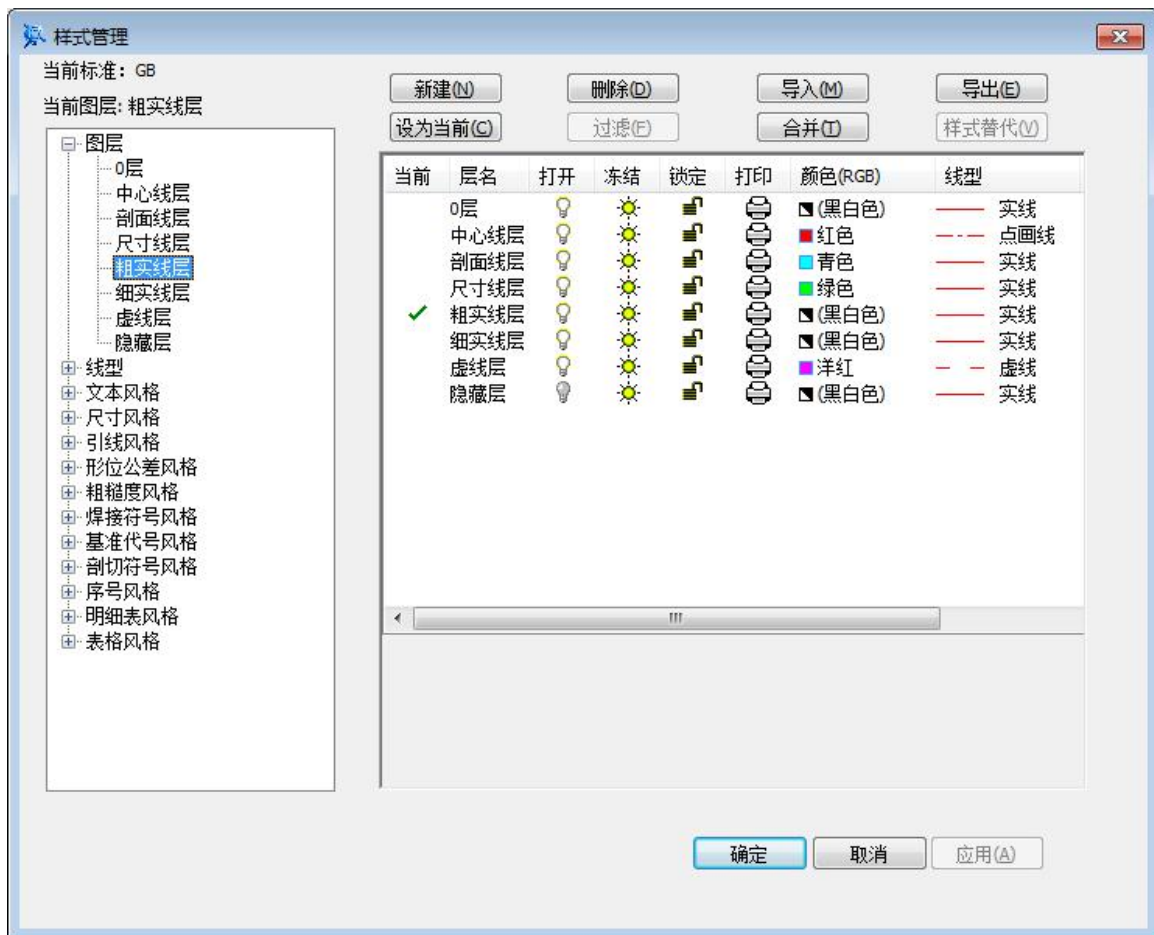 样式管理
当前标准：GB
当前图层: 粗实线层
新建(N) 删除(D) 导入(M) 导出(E)
设为当前(C) 过滤(F) 合并(T) 样式替代(V)
图层
0层
中心线层
剖面线层
尺寸线层
粗实线层
细实线层
虚线层
隐藏层
线型
文本风格
尺寸风格
引线风格
形位公差风格
粗糙度风格
焊接符号风格
基准代号风格
剖切符号风格
序号风格
明细表风格
表格风格
当前 层名 打开 冻结 锁定 打印 颜色(RGB) 线型
0层 (黑白色) 实线
中心线层 红色 点画线
剖面线层 青色 实线
尺寸线层 绿色 实线
粗实线层 (黑白色) 实线
细实线层 (黑白色) 实线
虚线层 洋红 虚线
隐藏层 (黑白色) 实线
确定 取消 应用(A)